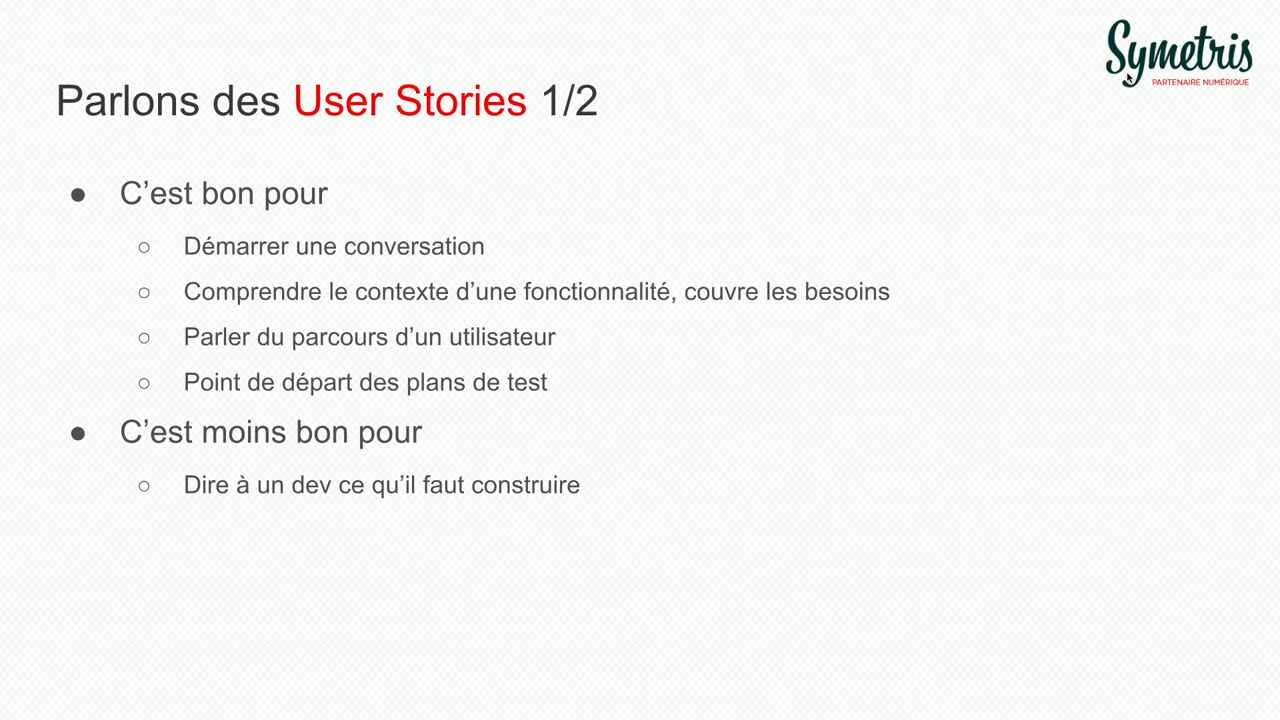 Symetris
PARTENAIRE NUMÉRIQUE
Parlons des User Stories 1/2
● C’est bon pour
○ Démarrer une conversation
○ Comprendre le contexte d’une fonctionnalité, couvre les besoins
○ Parler du parcours d’un utilisateur
○ Point de départ des plans de test
● C’est moins bon pour
○ Dire à un dev ce qu’il faut construire